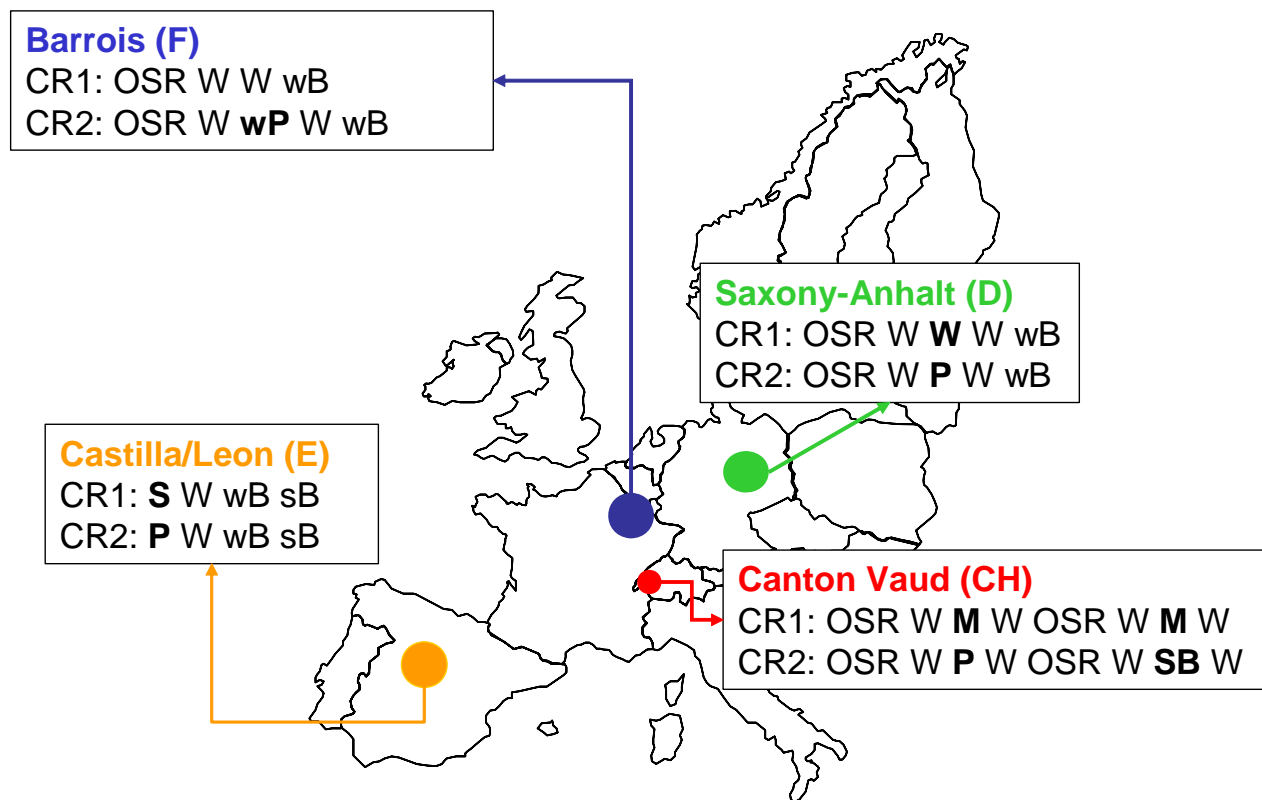 Barrois (F)
CR1: OSR W W wB
CR2: OSR W wP W wB
Saxony-Anhalt (D)
CR1: OSR W W W wB
CR2: OSR W P W wB
Castilla/Leon (E)
CR1: S W wB sB
CR2: P W wB sB
Canton Vaud (CH)
CR1: OSR W M W OSR W M W
CR2: OSR W P W OSR W SB W